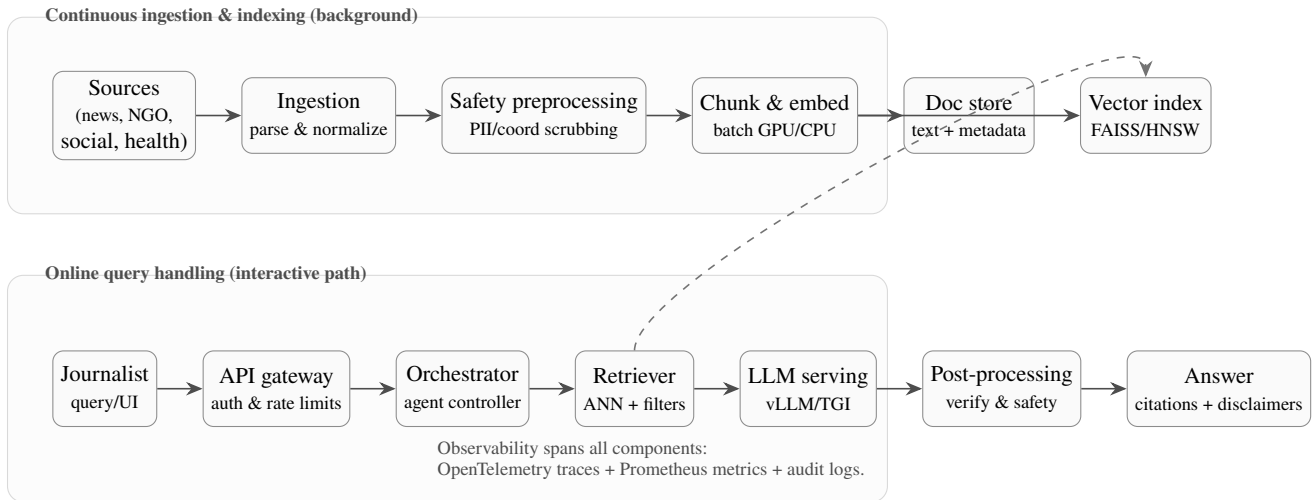 Continuous ingestion & indexing (background)
Sources
(news, NGO,
social, health)
Ingestion
parse & normalize
Safety preprocessing
PII/coord scrubbing
Chunk & embed
batch GPU/CPU
Doc store
text + metadata
Vector index
FAISS/HNSW
Online query handling (interactive path)
Journalist
query/UI
API gateway
auth & rate limits
Orchestrator
agent controller
Retriever
ANN + filters
LLM serving
vLLM/TGI
Post-processing
verify & safety
Answer
citations + disclaimers
Observability spans all components:
OpenTelemetry traces + Prometheus metrics + audit logs.